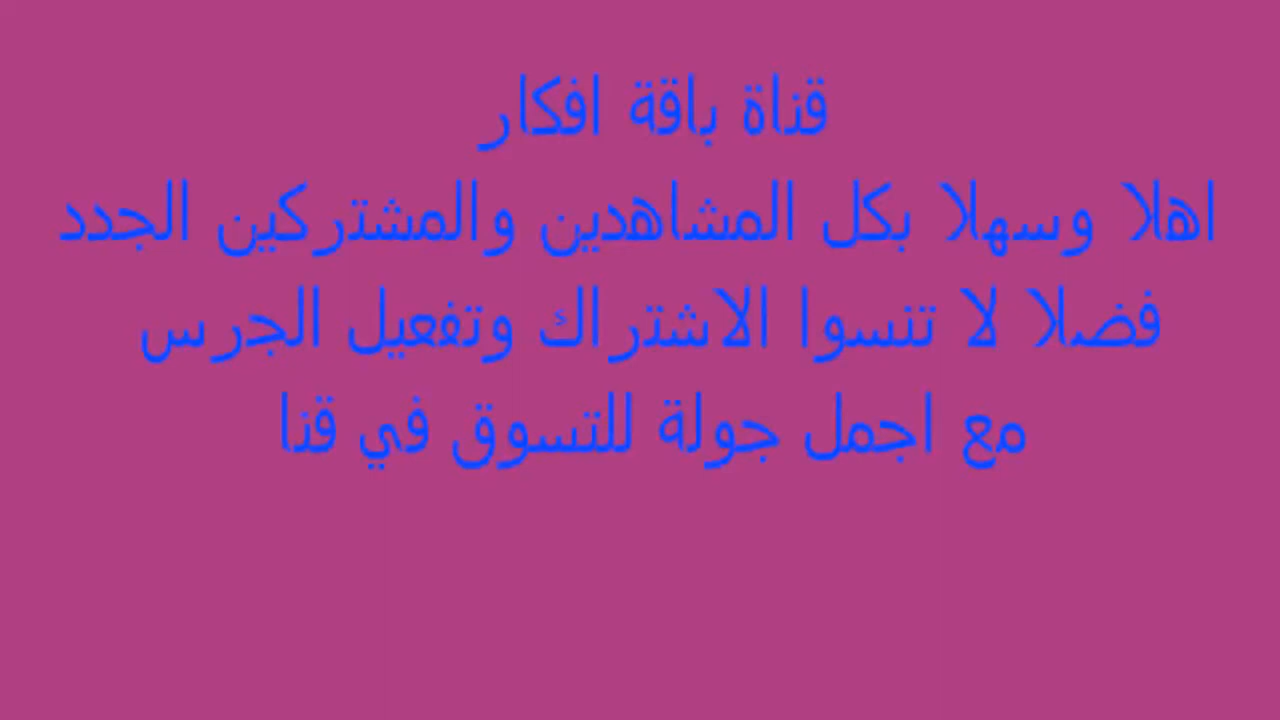 قناة باقة افكار
اهلا وسهلا بكل المشاهدين والمشتركين الجدد
فضلا لا تنسوا الاشتراك وتفعيل الجرس
مع اجمل جولة للتسوق في قنا